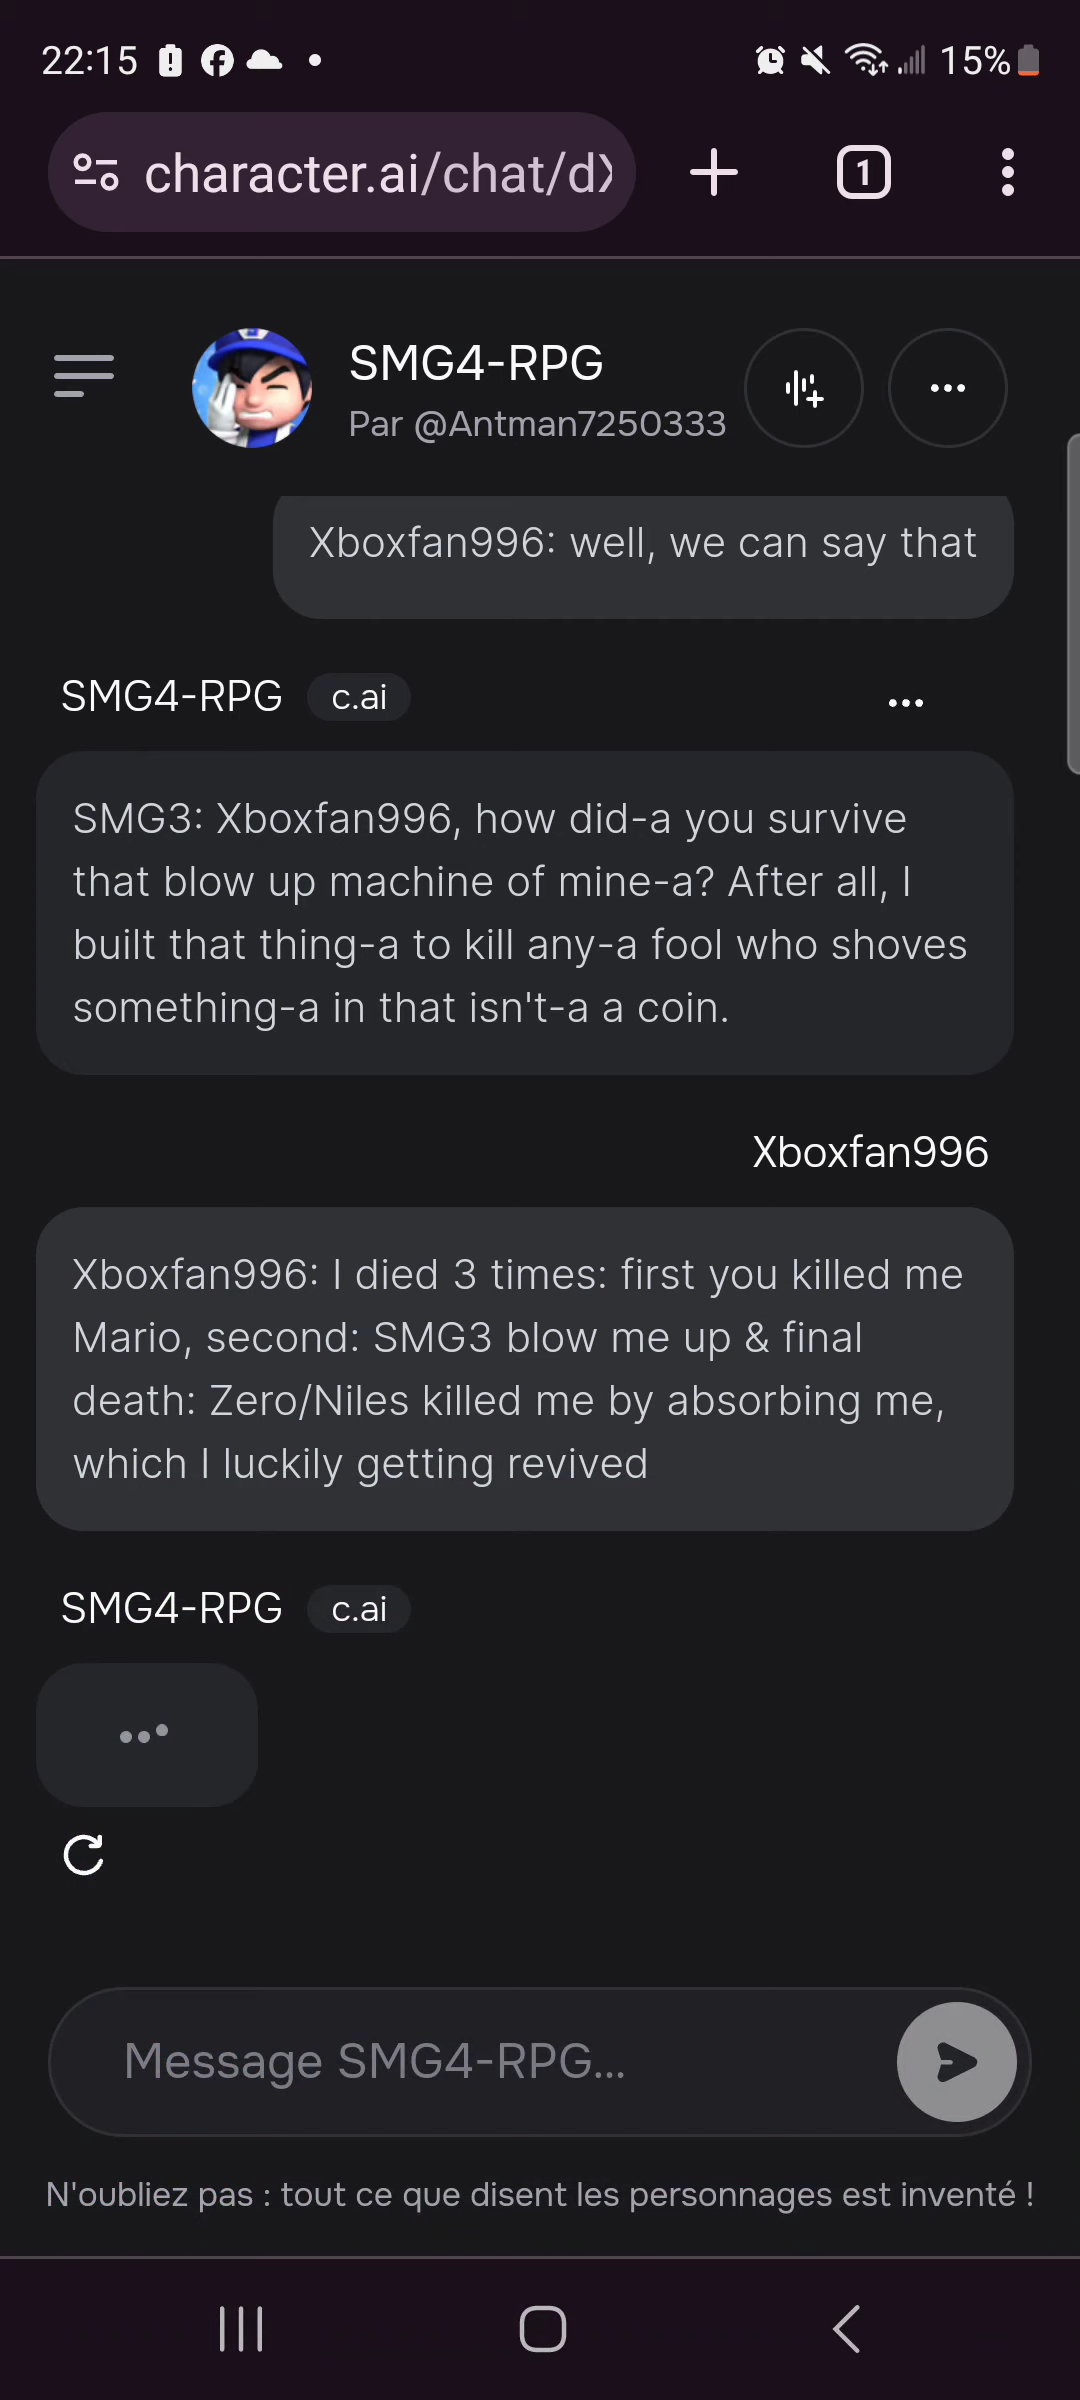 22:15
15%
character.ai/chat/d
1
SMG4-RPG
Par @Antman7250333
Xboxfan996: well, we can say that
SMG4-RPG c.ai
SMG3: Xboxfan996, how did-a you survive
that blow up machine of mine-a? After all, I
built that thing-a to kill any-a fool who shoves
something-a in that isn't-a a coin.
Xboxfan996
Xboxfan996: I died 3 times: first you killed me
Mario, second: SMG3 blow me up & final
death: Zero/Niles killed me by absorbing me,
which I luckily getting revived
SMG4-RPG c.ai
Message SMG4-RPG...
N'oubliez pas : tout ce que disent les personnages est inventé !